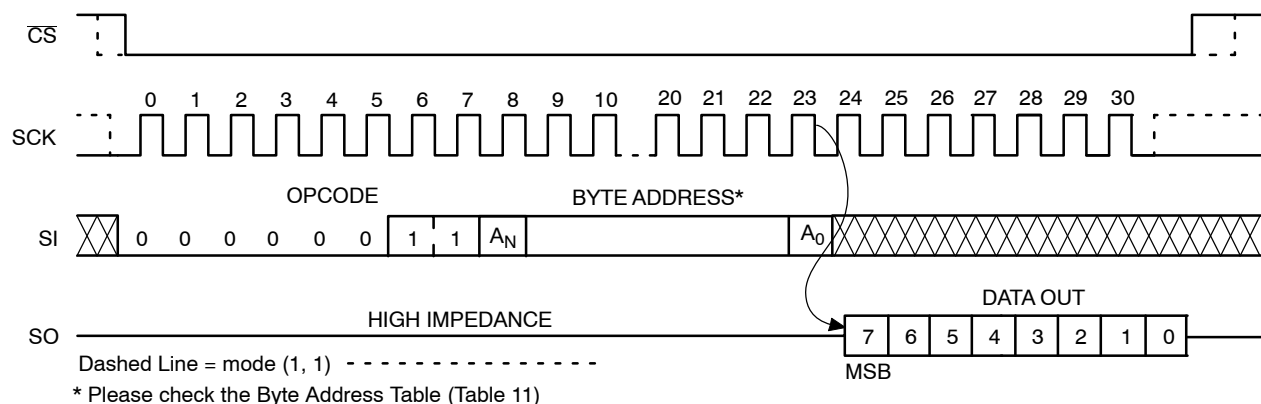 CS
0 1 2 3 4 5 6 7 8 9 10 20 21 22 23 24 25 26 27 28 29 30
SCK
OPCODE BYTE ADDRESS*
SI 0 0 0 0 0 0 1 1 AN A0
DATA OUT
HIGH IMPEDANCE
SO 7 6 5 4 3 2 1 0
Dashed Line = mode (1, 1) - - - - - - - - - - - - - - - -
MSB
* Please check the Byte Address Table (Table 11)